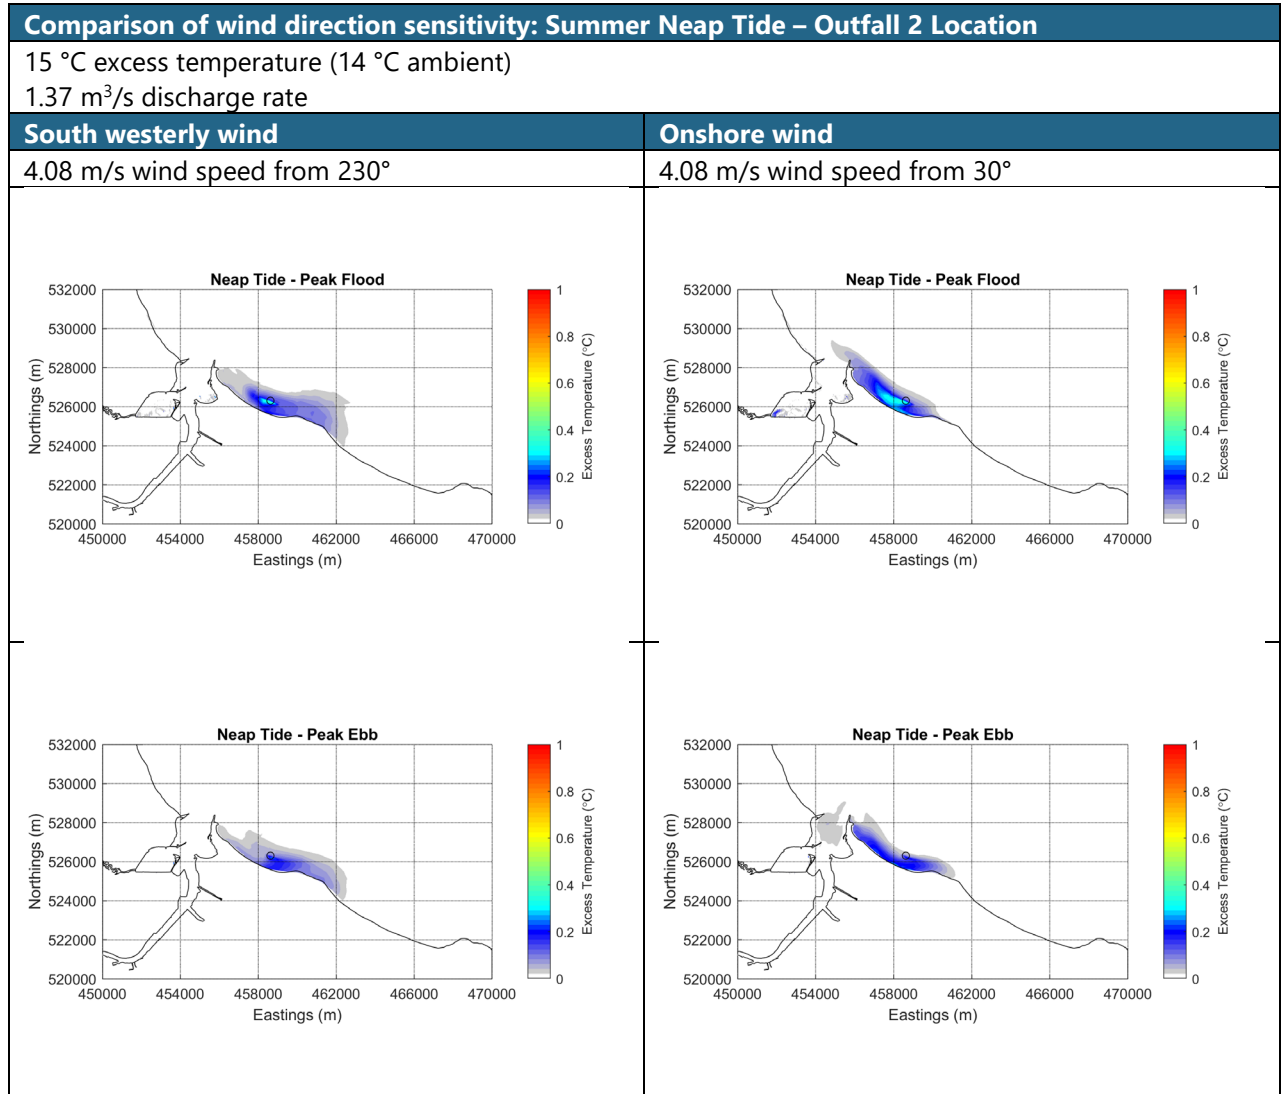 Comparison of wind direction sensitivity: Summer Neap Tide – Outfall 2 Location
15 °C excess temperature (14 °C ambient)
1.37 m³/s discharge rate
South westerly wind
Onshore wind
4.08 m/s wind speed from 230°
4.08 m/s wind speed from 30°
Neap Tide - Peak Flood
532000
530000
528000
526000
524000
522000
520000
Northings (m)
450000 454000 458000 462000 466000 470000
Eastings (m)
1
0.8
0.6
0.4
0.2
0
Excess Temperature (°C)
Neap Tide - Peak Flood
532000
530000
528000
526000
524000
522000
520000
Northings (m)
450000 454000 458000 462000 466000 470000
Eastings (m)
1
0.8
0.6
0.4
0.2
0
Excess Temperature (°C)
Neap Tide - Peak Ebb
532000
530000
528000
526000
524000
522000
520000
Northings (m)
450000 454000 458000 462000 466000 470000
Eastings (m)
1
0.8
0.6
0.4
0.2
0
Excess Temperature (°C)
Neap Tide - Peak Ebb
532000
530000
528000
526000
524000
522000
520000
Northings (m)
450000 454000 458000 462000 466000 470000
Eastings (m)
1
0.8
0.6
0.4
0.2
0
Excess Temperature (°C)